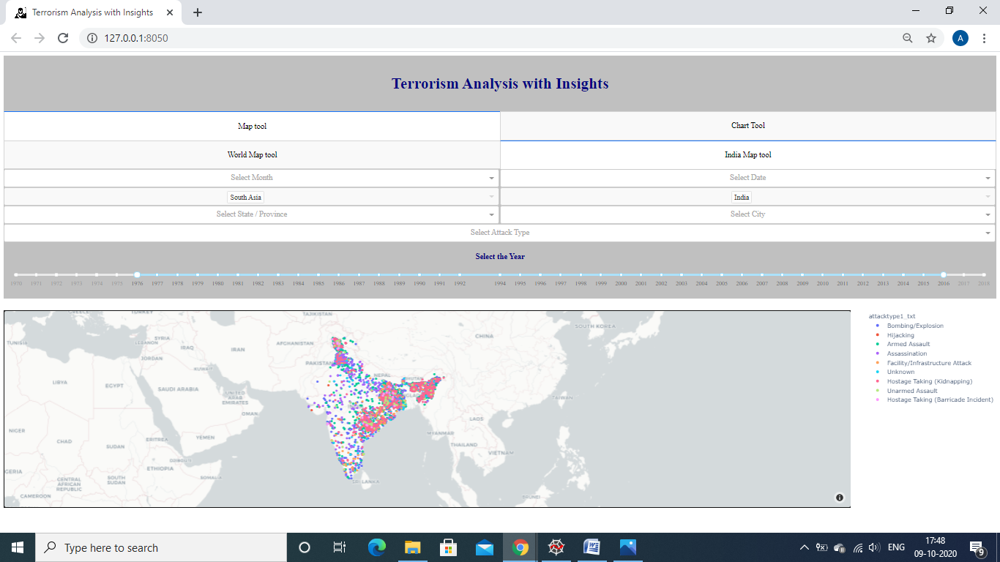 Terrorism Analysis with Insights
127.0.0.1:8050
A
Terrorism Analysis with Insights
Map tool
Chart Tool
World Map tool
India Map tool
Select Month
Select Date
South Asia
India
Select State / Province
Select City
Select Attack Type
Select the Year
1970 1971 1972 1973 1974 1975 1976 1977 1978 1979 1980 1981 1982 1983 1984 1985 1986 1987 1988 1989 1990 1991 1992 1994 1995 1996 1997 1998 1999 2000 2001 2002 2003 2004 2005 2006 2007 2008 2009 2010 2011 2012 2013 2014 2015 2016 2017 2018
GREECE
TURKEY
TAJIKISTAN
SOUTH KOREA
TUNISIA
LEBANON
SYRIA
IRAQ
IRAN
AFGHANISTAN
CHINA
JORDAN
KUWAIT
PAKISTAN
LIBYA
EGYPT
SAUDI ARABIA
UNITED
ARAB
EMIRATES
NEPAL
BHUTAN
TAIWAN
OMAN
LAOS
NIGER
CHAD
SUDAN
ERITREA
YEMEN
MYANMAR
THAILAND
VIETNAM
DJIBOUTI
ETHIOPIA
GERIA
CENTRAL
AFRICAN
REPUBLIC
SOUTH
SUDAN
SOMALIA
SRI LANKA
CAMEROON
BRUNEI
attacktype1_txt
Bombing/Explosion
Hijacking
Armed Assault
Assassination
Facility/Infrastructure Attack
Unknown
Hostage Taking (Kidnapping)
Unarmed Assault
Hostage Taking (Barricade Incident)
Type here to search
ENG
17:48
09-10-2020
9